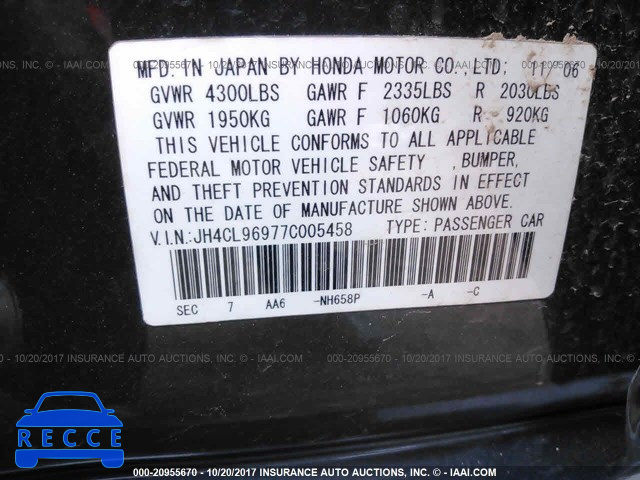 MFD. IN JAPAN BY HONDA MOTOR CO.,LTD; 11/06
GVWR 4300LBS GAWR F 2335LBS R 2030LBS
GVWR 1950KG GAWR F 1060KG R 920KG
THIS VEHICLE CONFORMS TO ALL APPLICABLE
FEDERAL MOTOR VEHICLE SAFETY , BUMPER,
AND THEFT PREVENTION STANDARDS IN EFFECT
ON THE DATE OF MANUFACTURE SHOWN ABOVE.
V.I.N.:JH4CL96977C005458 TYPE: PASSENGER CAR
SEC 7 AA6 -NH658P -A -C
000-20955670 - 10/20/2017 INSURANCE AUTO AUCTIONS, INC. - © - IAAI.COM
RECCE
000-20955670 - 10/20/2017 INSURANCE AUTO AUCTIONS, INC. - © - IAAI.COM